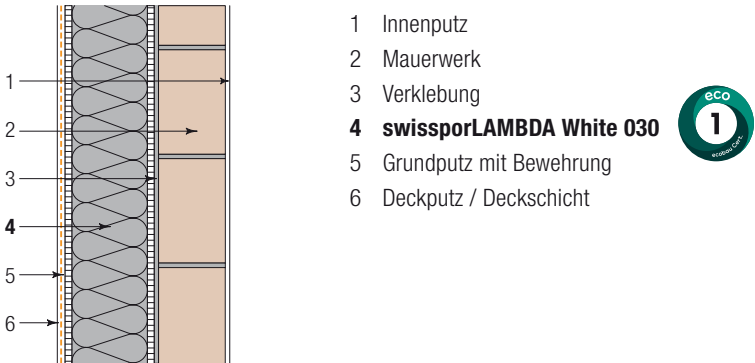 1 Innenputz
2 Mauerwerk
3 Verklebung
4 swissporLAMBDA White 030
5 Grundputz mit Bewehrung
6 Deckputz / Deckschicht
1
2
3
4
5
6
eco
1
ecobau Cert.